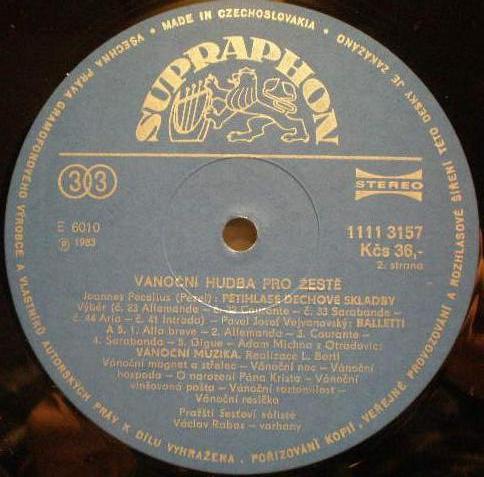 VŠECHNA PRÁVA GRAMOFONOVÉHO VÝROBCE A VLASTNÍKŮ AUTORSKÝCH PRÁV K DÍLU VYHRAZENA. POŘIZOVÁNÍ KOPIÍ, VEŘEJNÉ PROVOZOVÁNÍ A ROZHLASOVÉ ŠÍŘENÍ TÉTO DESKY JE ZAKÁZÁNO • MADE IN CZECHOSLOVAKIA •
SUPRAPHON
33
STEREO
E 6010
Ⓟ 1983
1111 3157
Kčs 36,-
2. strana
VÁNOČNÍ HUDBA PRO ŽESTĚ
Joannes Pecelius (Pezel): PĚTIHLASÉ DECHOVÉ SKLADBY
Výběr (č. 23 Allemande – č. Courante – č. 33 Sarabande –
č. 44 Aria – č. 41 Intrada) – Pavel Josef Vejvanovský: BALLETTI
A 5. 1. Alla breve – 2. Allemanda – 3. Courante –
4. Sarabanda – 5. Gigue – Adam Michna z Otradovic:
VÁNOČNÍ MUZIKA. Realizace L. Bertl
Vánoční magnet a střelec – Vánoční noc – Vánoční
hospoda – O narození Pána Krista – Vánoční
vinšovaná pošta – Vánoční roztomilost –
Vánoční rosička
Pražští žesťoví sólisté
Václav Rabas – varhany